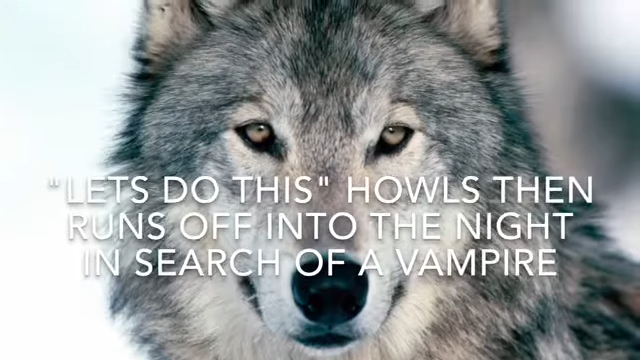 "LETS DO THIS" HOWLS THEN
RUNS OFF INTO THE NIGHT
IN SEARCH OF A VAMPIRE